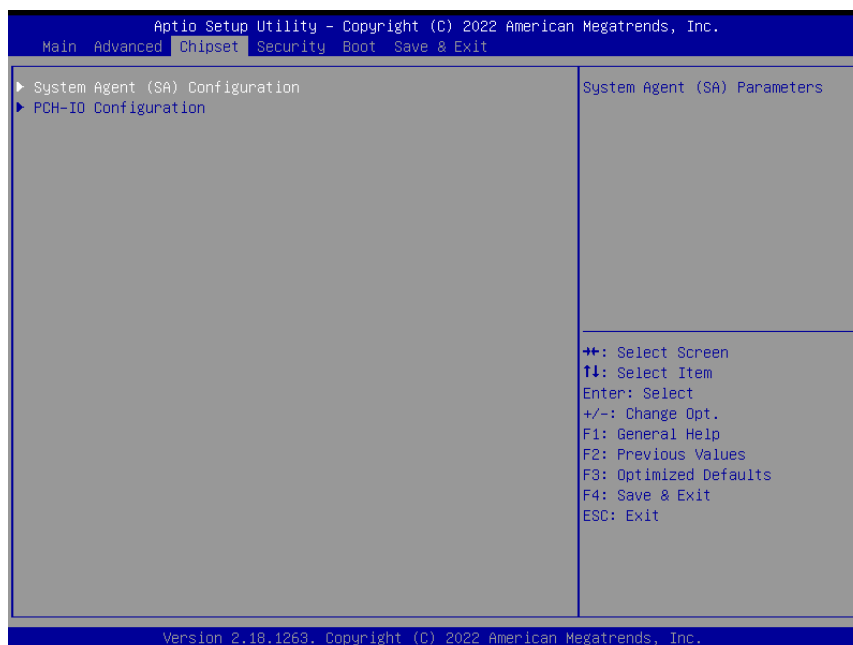 Aptio Setup Utility – Copyright (C) 2022 American Megatrends, Inc.
Main Advanced Chipset Security Boot Save & Exit
▶ System Agent (SA) Configuration
▶ PCH-IO Configuration
System Agent (SA) Parameters
→←: Select Screen
↑↓: Select Item
Enter: Select
+/-: Change Opt.
F1: General Help
F2: Previous Values
F3: Optimized Defaults
F4: Save & Exit
ESC: Exit
Version 2.18.1263. Copyright (C) 2022 American Megatrends, Inc.